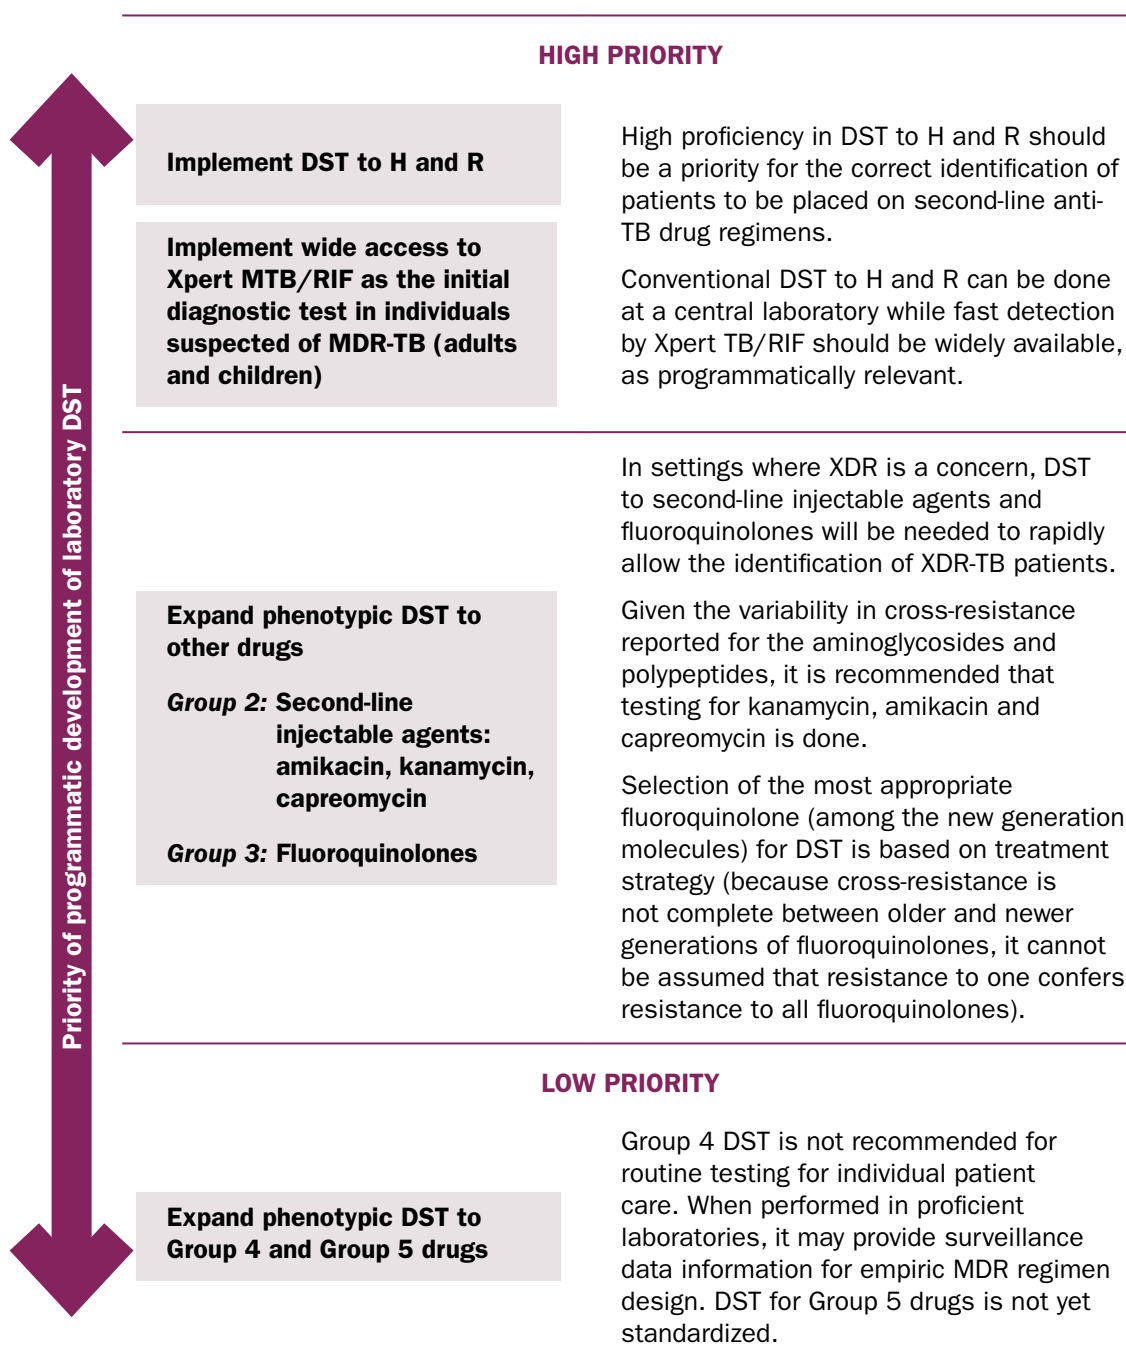 HIGH PRIORITY
Priority of programmatic development of laboratory DST
Implement DST to H and R
High proficiency in DST to H and R should
be a priority for the correct identification of
patients to be placed on second-line anti-
TB drug regimens.
Implement wide access to
Xpert MTB/RIF as the initial
diagnostic test in individuals
suspected of MDR-TB (adults
and children)
Conventional DST to H and R can be done
at a central laboratory while fast detection
by Xpert TB/RIF should be widely available,
as programmatically relevant.
Expand phenotypic DST to
other drugs
Group 2: Second-line
injectable agents:
amikacin, kanamycin,
capreomycin
Group 3: Fluoroquinolones
In settings where XDR is a concern, DST
to second-line injectable agents and
fluoroquinolones will be needed to rapidly
allow the identification of XDR-TB patients.
Given the variability in cross-resistance
reported for the aminoglycosides and
polypeptides, it is recommended that
testing for kanamycin, amikacin and
capreomycin is done.
Selection of the most appropriate
fluoroquinolone (among the new generation
molecules) for DST is based on treatment
strategy (because cross-resistance is
not complete between older and newer
generations of fluoroquinolones, it cannot
be assumed that resistance to one confers
resistance to all fluoroquinolones).
LOW PRIORITY
Expand phenotypic DST to
Group 4 and Group 5 drugs
Group 4 DST is not recommended for
routine testing for individual patient
care. When performed in proficient
laboratories, it may provide surveillance
data information for empiric MDR regimen
design. DST for Group 5 drugs is not yet
standardized.